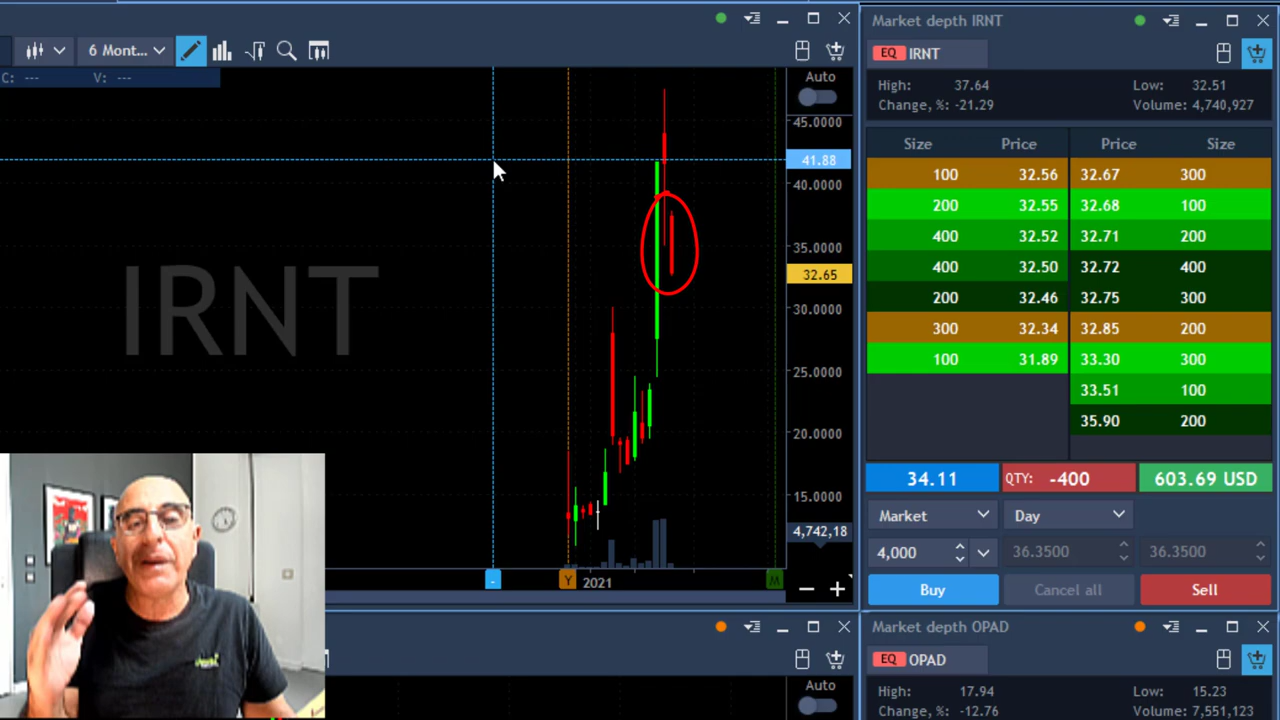 6 Mont...
C: --- V: ---
Auto
45.0000
41.88
40.0000
35.0000
32.65
30.0000
25.0000
20.0000
15.0000
4,742,18
IRNT
- Y 2021 M
Auto
Market depth IRNT
EQ IRNT
High: 37.64 Low: 32.51
Change, %: -21.29 Volume: 4,740,927
Size Price Price Size
100 32.56 32.67 300
200 32.55 32.68 100
400 32.52 32.71 200
400 32.50 32.72 400
200 32.46 32.75 300
300 32.34 32.85 200
100 31.89 33.30 300
33.51 100
35.90 200
34.11 QTY: -400 603.69 USD
Market Day
4,000 36.3500 36.3500
Buy Cancel all Sell
Market depth OPAD
EQ OPAD
High: 17.94 Low: 15.23
Change, %: -12.76 Volume: 7,551,123